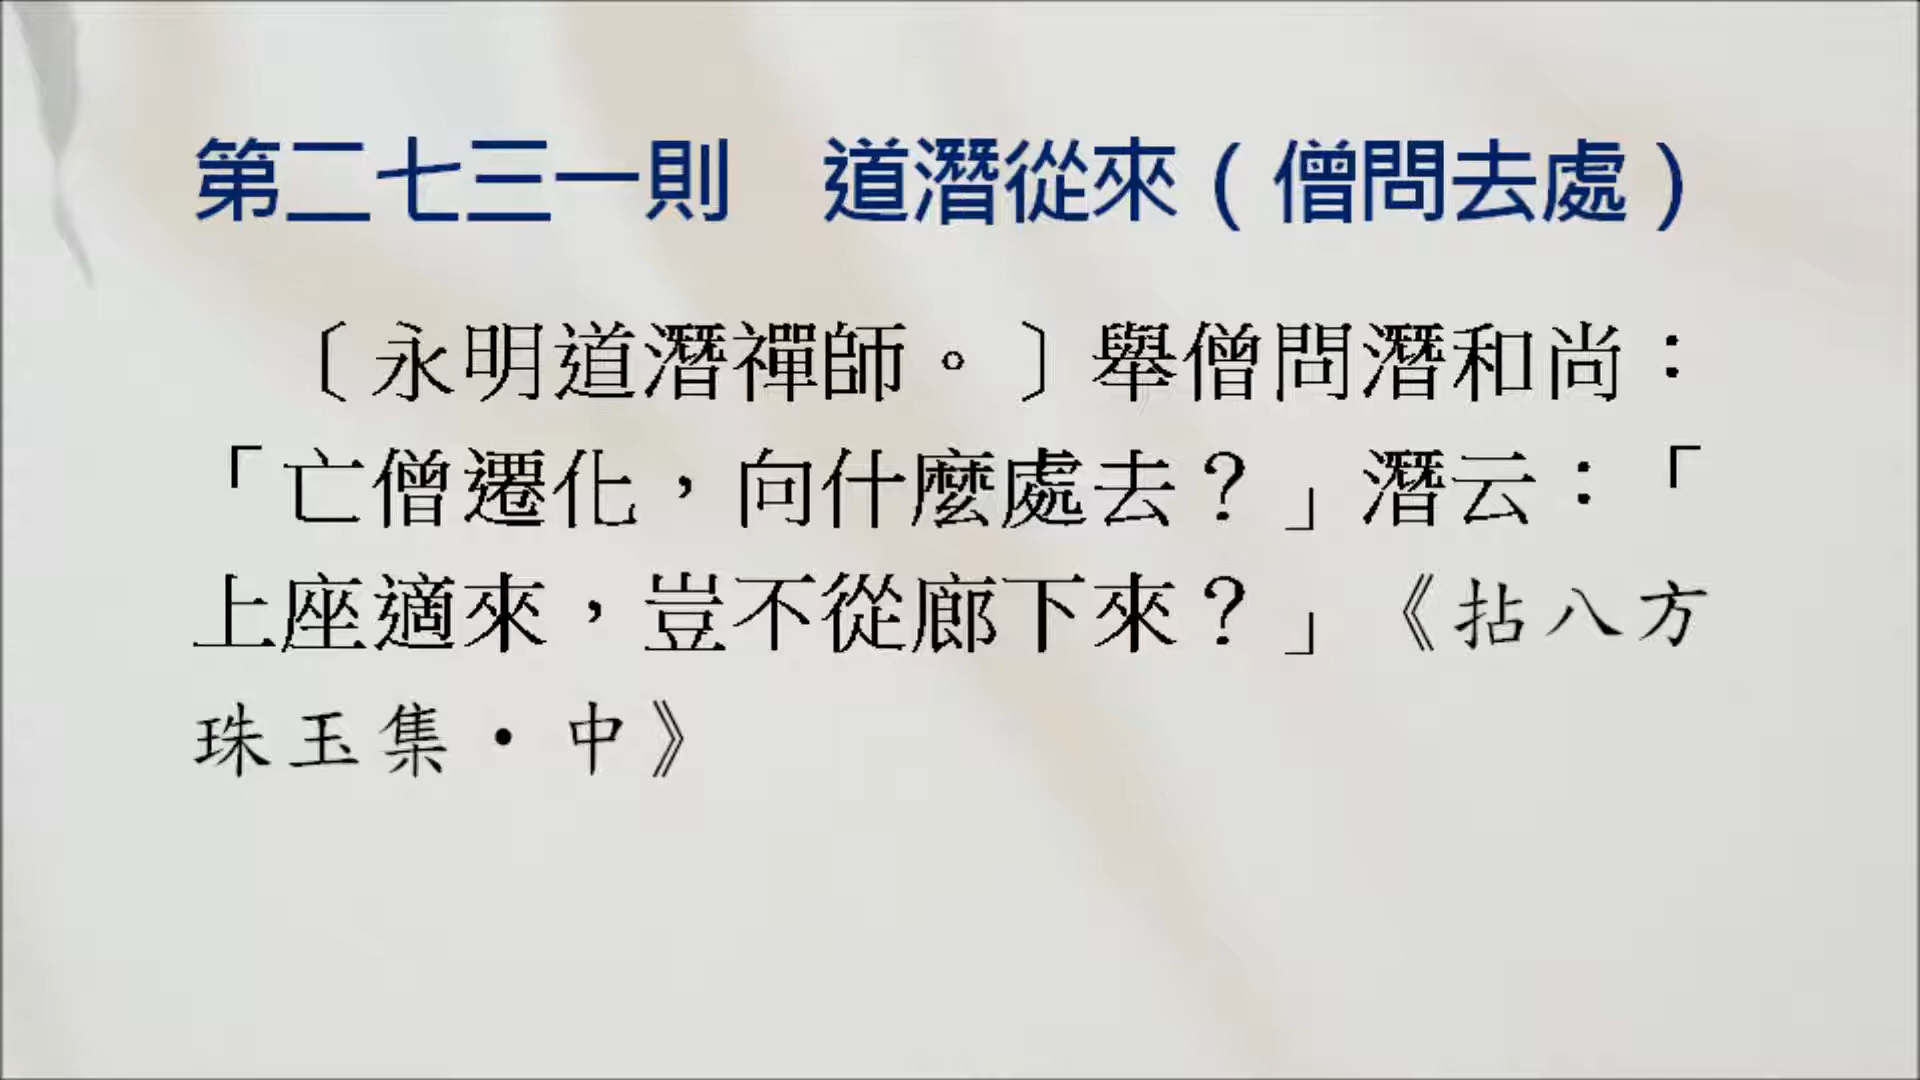 第二七三一則　道潛從來（僧問去處）
〔永明道潛禪師。〕舉僧問潛和尚：
「亡僧遷化，向什麼處去？」潛云：「
上座適來，豈不從廊下來？」《拈八方
珠玉集·中》